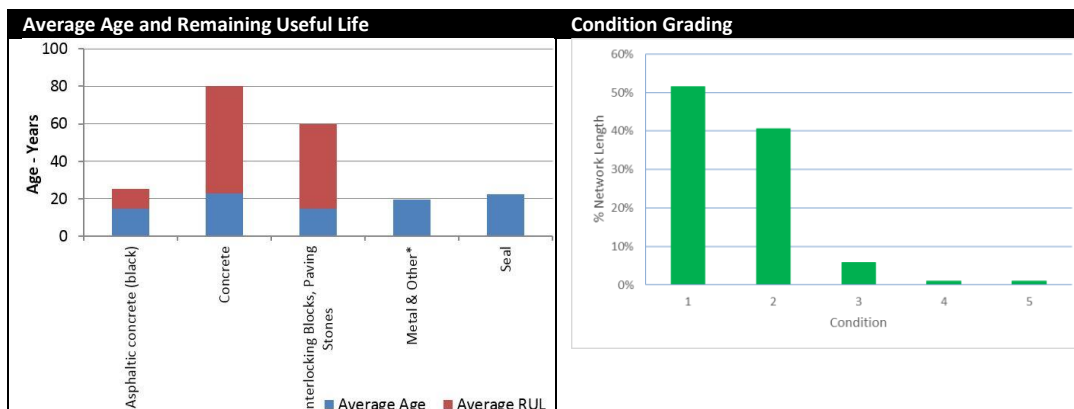 Average Age and Remaining Useful Life
100
80
60
40
20
0
Age - Years
Asphaltic concrete (black)
Concrete
nterlocking Blocks, Paving
Stones
Metal & Other*
Seal
Average Age
Average RUL
Condition Grading
60%
50%
40%
30%
20%
10%
0%
% Network Length
1
2
3
4
5
Condition